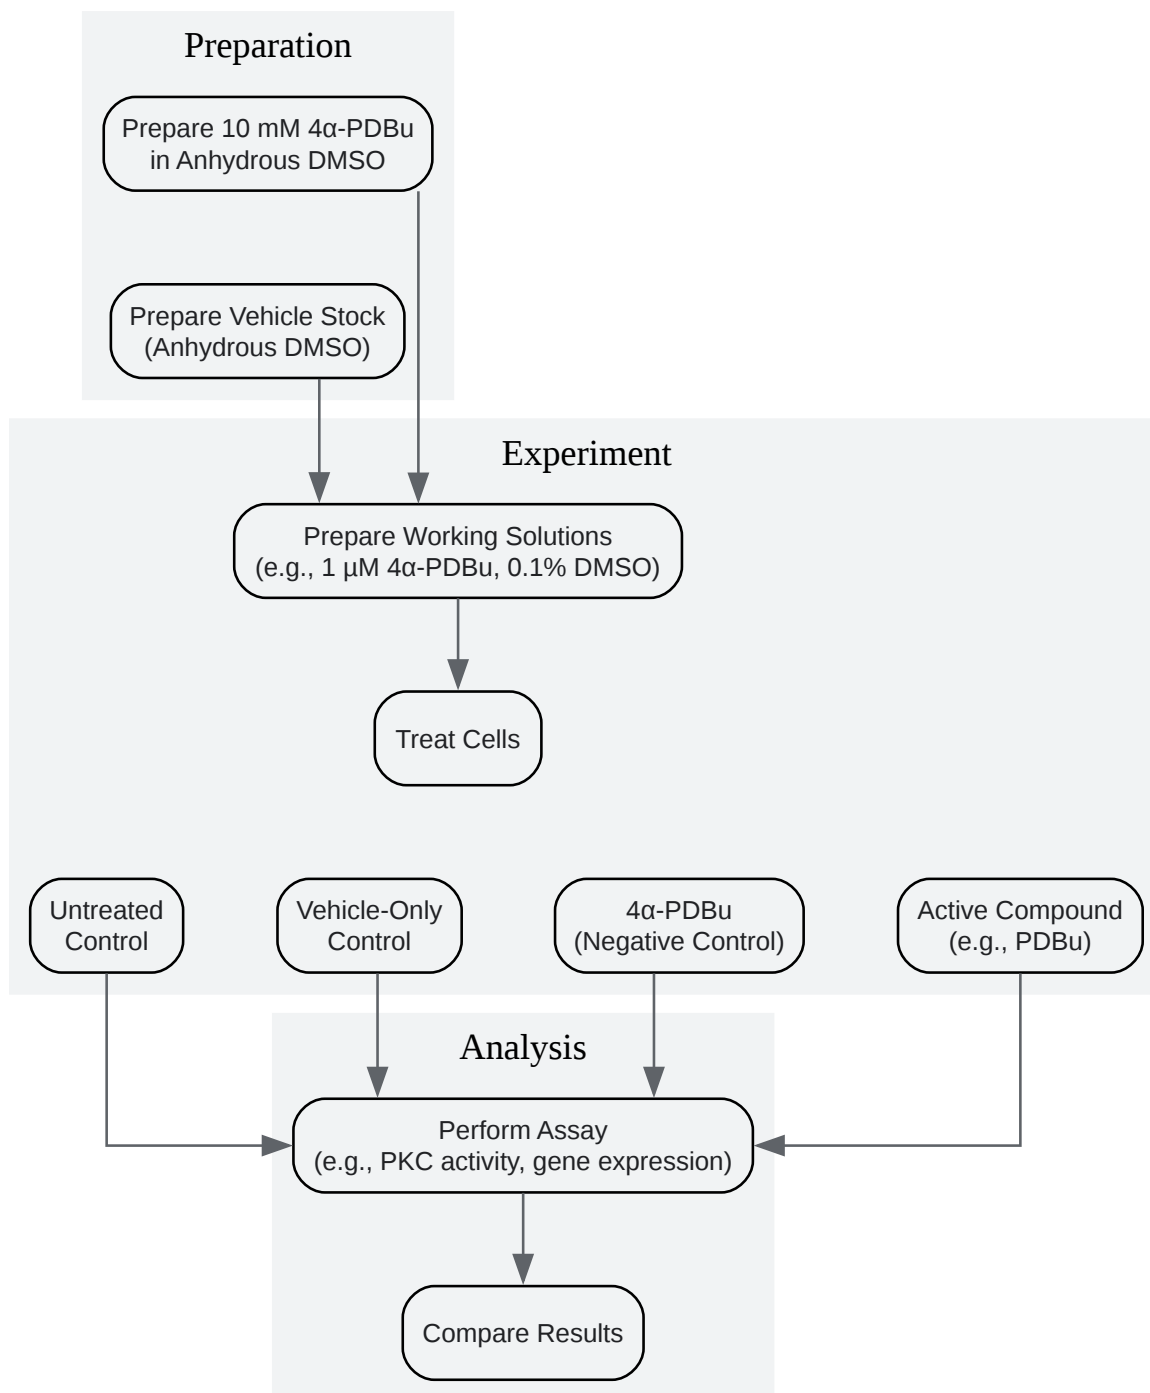 Preparation
Prepare 10 mM 4α-PDBu
in Anhydrous DMSO
Prepare Vehicle Stock
(Anhydrous DMSO)
Experiment
Prepare Working Solutions
(e.g., 1 µM 4α-PDBu, 0.1% DMSO)
Treat Cells
Untreated
Control
Vehicle-Only
Control
4α-PDBu
(Negative Control)
Active Compound
(e.g., PDBu)
Analysis
Perform Assay
(e.g., PKC activity, gene expression)
Compare Results